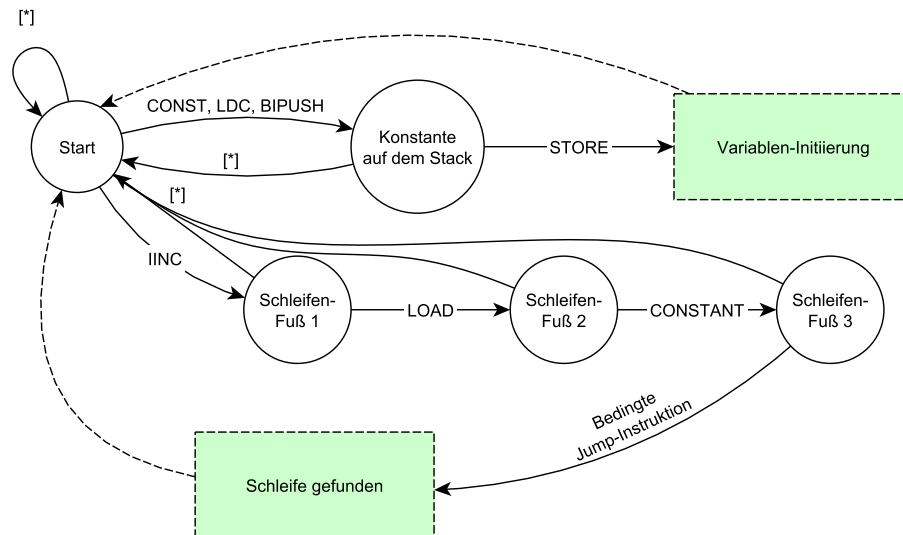 [*]
CONST, LDC, BIPUSH
Start
Konstante
auf dem Stack
STORE
Variablen-Initiierung
[*]
[*]
IINC
Schleifen-
Fuß 1
LOAD
Schleifen-
Fuß 2
CONSTANT
Schleifen-
Fuß 3
Bedingte
Jump-Instruktion
Schleife gefunden